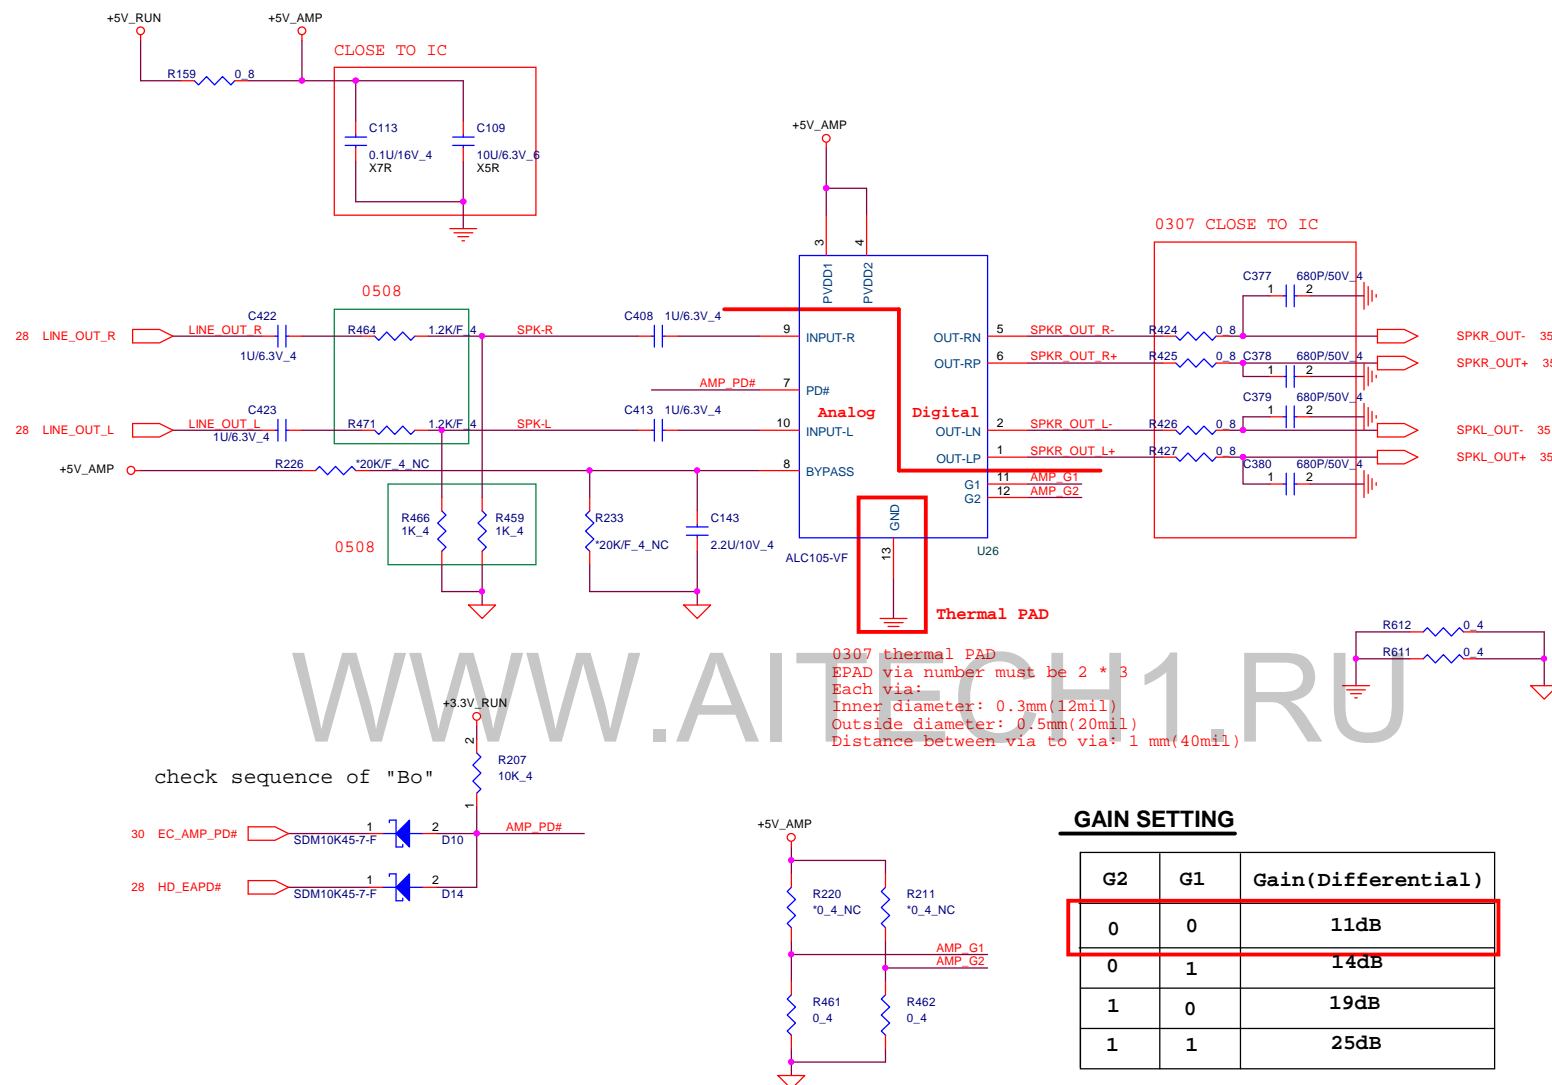 +5V_RUN
+5V_AMP
CLOSE TO IC
R159
0_8
C113
0.1U/16V_4
X7R
C109
10U/6.3V_6
X5R
+5V_AMP
3
4
PVDD1
PVDD2
0307 CLOSE TO IC
C377
680P/50V_4
1
2
0508
C422
28 LINE_OUT_R
LINE_OUT_R
1U/6.3V_4
R464
1.2K/F_4
SPK-R
C408
1U/6.3V_4
9
INPUT-R
OUT-RN
5
SPKR_OUT_R-
R424
0_8
SPKR_OUT- 35
OUT-RP
6
SPKR_OUT_R+
R425
0_8
C378
680P/50V_4
1
2
SPKR_OUT+ 35
AMP_PD#
7
PD#
C379
680P/50V_4
1
2
Analog
Digital
28 LINE_OUT_L
LINE_OUT_L
C423
1U/6.3V_4
R471
1.2K/F_4
SPK-L
C413
1U/6.3V_4
10
INPUT-L
OUT-LN
2
SPKR_OUT_L-
R426
0_8
SPKL_OUT- 35
OUT-LP
1
SPKR_OUT_L+
R427
0_8
C380
680P/50V_4
1
2
SPKL_OUT+ 35
+5V_AMP
R226
*20K/F_4_NC
8
BYPASS
G1
11
AMP_G1
G2
12
AMP_G2
R466
1K_4
R459
1K_4
0508
R233
*20K/F_4_NC
C143
2.2U/10V_4
GND
13
ALC105-VF
U26
Thermal PAD
R612
0_4
R611
0_4
WWW.AITECH1.RU
0307 thermal PAD
EPAD via number must be 2 * 3
Each via:
Inner diameter: 0.3mm(12mil)
Outside diameter: 0.5mm(20mil)
Distance between via to via: 1 mm(40mil)
+3.3V_RUN
2
R207
10K_4
1
check sequence of "Bo"
30 EC_AMP_PD#
1
SDM10K45-7-F
2
D10
AMP_PD#
28 HD_EAPD#
1
SDM10K45-7-F
2
D14
+5V_AMP
R220
*0_4_NC
R211
*0_4_NC
AMP_G1
AMP_G2
R461
0_4
R462
0_4
GAIN SETTING
G2 G1 Gain(Differential)
0 0 11dB
0 1 14dB
1 0 19dB
1 1 25dB